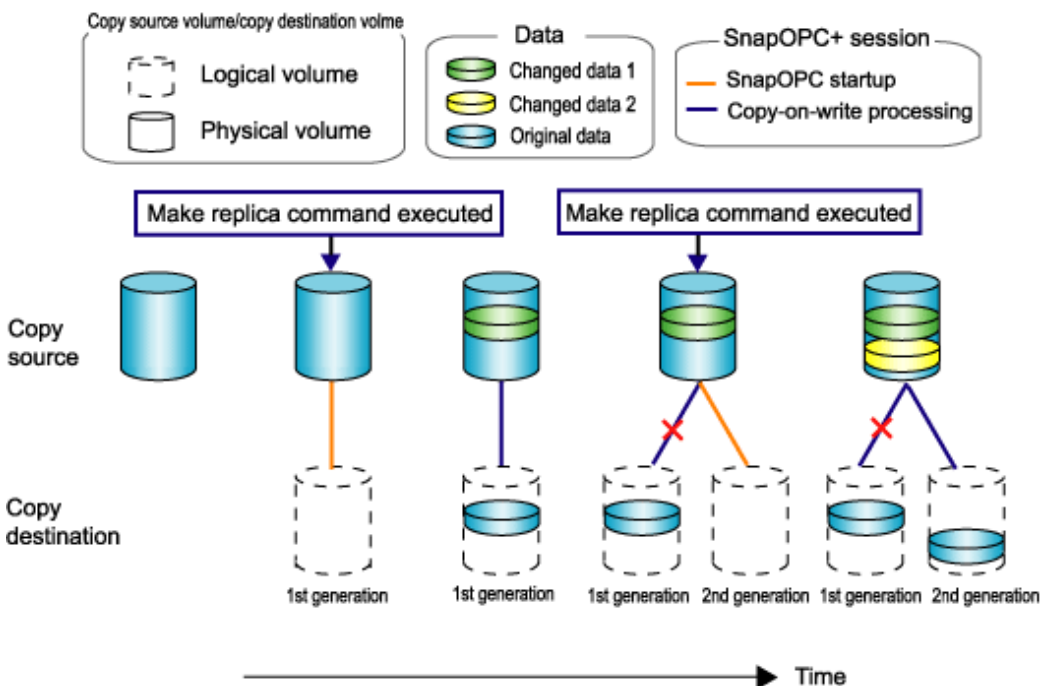 Copy source volume/copy destination volme
Logical volume
Physical volume
Data
Changed data 1
Changed data 2
Original data
SnapOPC+ session
SnapOPC startup
Copy-on-write processing
Make replica command executed
Make replica command executed
Copy
source
Copy
destination
1st generation
1st generation
1st generation
2nd generation
1st generation
2nd generation
Time